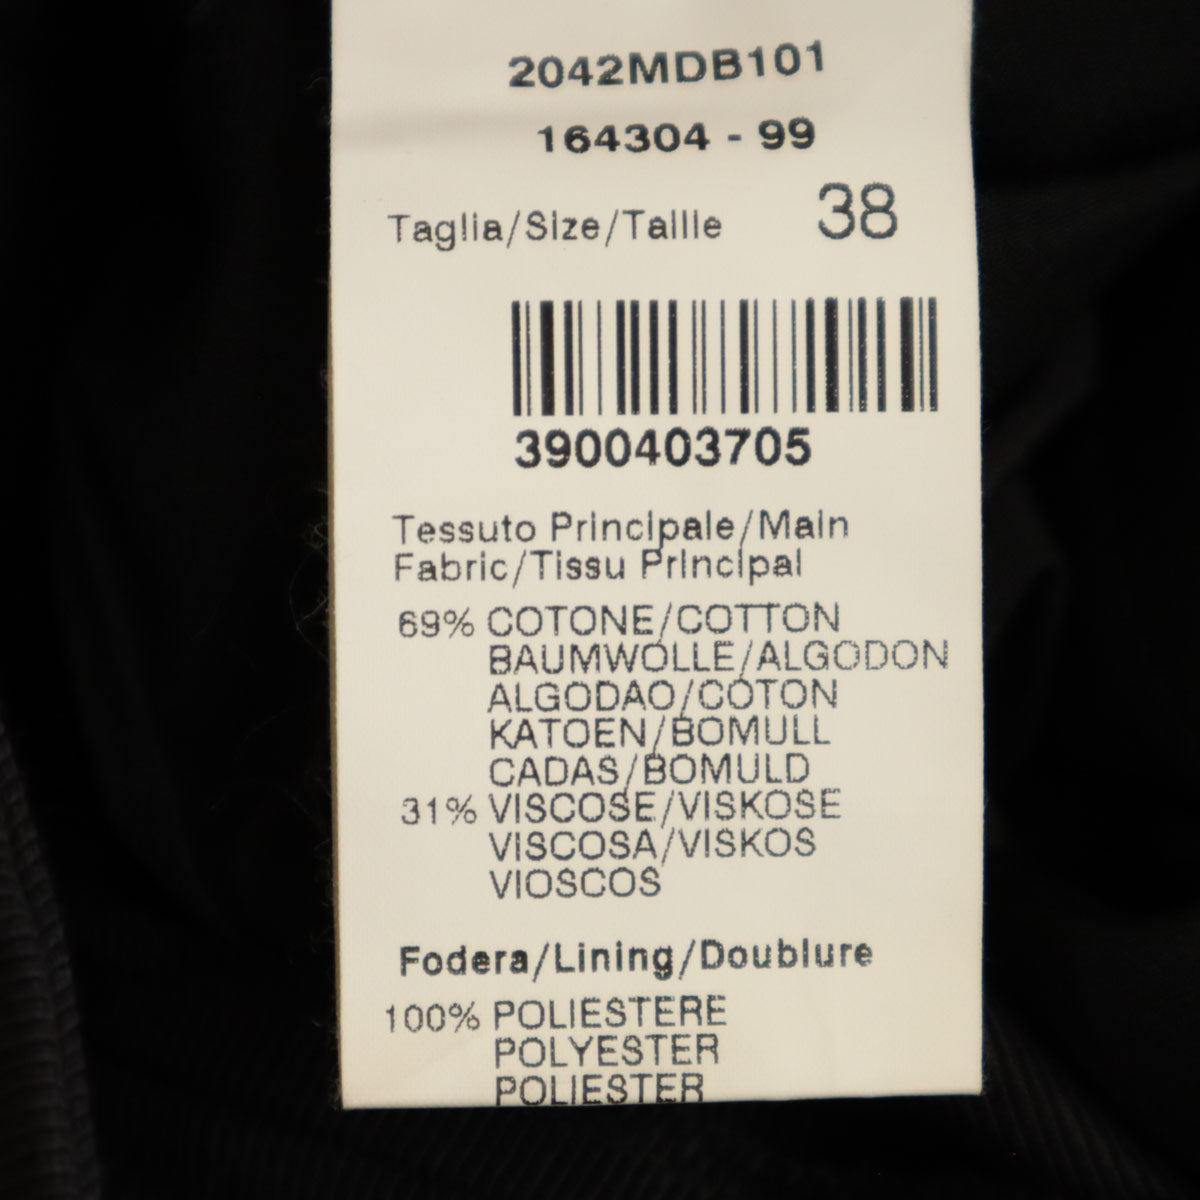 2042MDB101
164304 - 99
Taglia/Size/Taille 38
3900403705
Tessuto Principale/Main
Fabric/Tissu Principal
69% COTONE/COTTON
BAUMWOLLE/ALGODON
ALGODAO/COTON
KATOEN/BOMULL
CADAS/BOMULD
31% VISCOSE/VISKOSE
VISCOSA/VISKOS
VIOSCOS
Fodera/Lining/Doublure
100% POLIESTERE
POLYESTER
POLIESTER